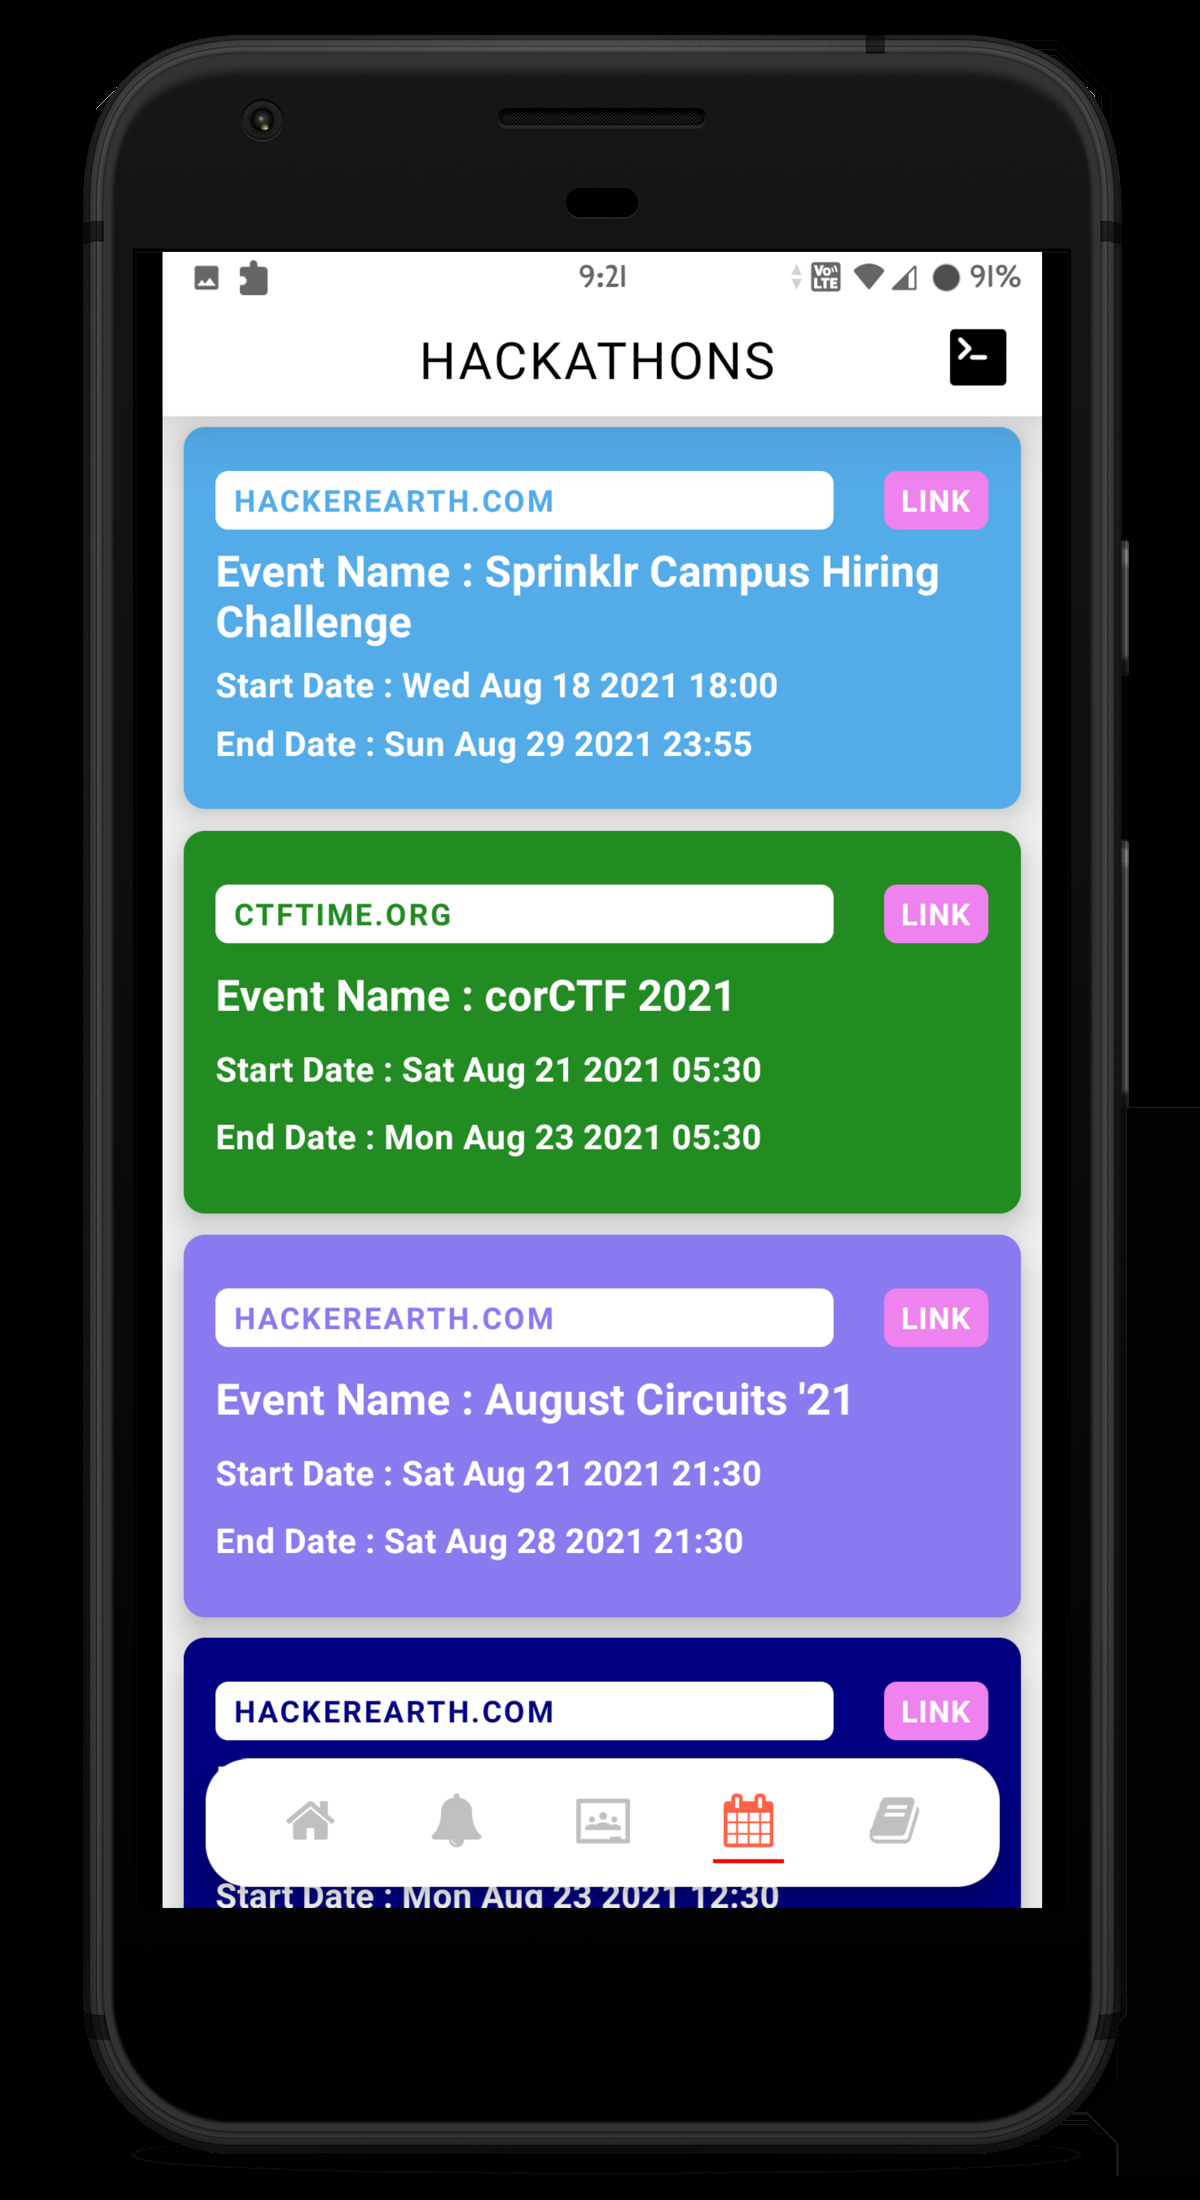 9:21
Vo))
LTE
91%
HACKATHONS
HACKEREARTH.COM
LINK
Event Name : Sprinklr Campus Hiring
Challenge
Start Date : Wed Aug 18 2021 18:00
End Date : Sun Aug 29 2021 23:55
CTFTIME.ORG
LINK
Event Name : corCTF 2021
Start Date : Sat Aug 21 2021 05:30
End Date : Mon Aug 23 2021 05:30
HACKEREARTH.COM
LINK
Event Name : August Circuits '21
Start Date : Sat Aug 21 2021 21:30
End Date : Sat Aug 28 2021 21:30
HACKEREARTH.COM
LINK
Start Date : Mon Aug 23 2021 12:30